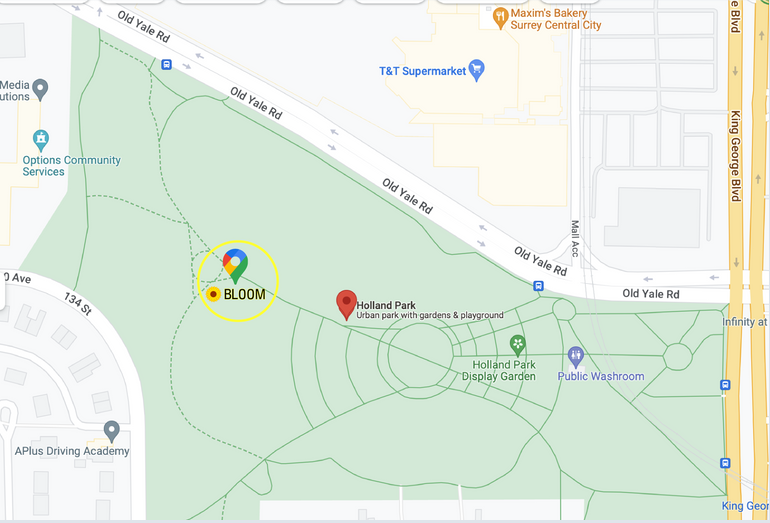 Old Yale Rd
Maxim's Bakery
Surrey Central City
e Blvd
T&T Supermarket
Media
utions
Old Yale Rd
King George Blvd
Options Community
Services
Old Yale Rd
Mall Acc
Old Yale Rd
0 Ave
134 St
BLOOM
Old Yale Rd
Holland Park
Urban park with gardens & playground
Infinity at
Holland Park
Display Garden
Public Washroom
APlus Driving Academy
King Geor